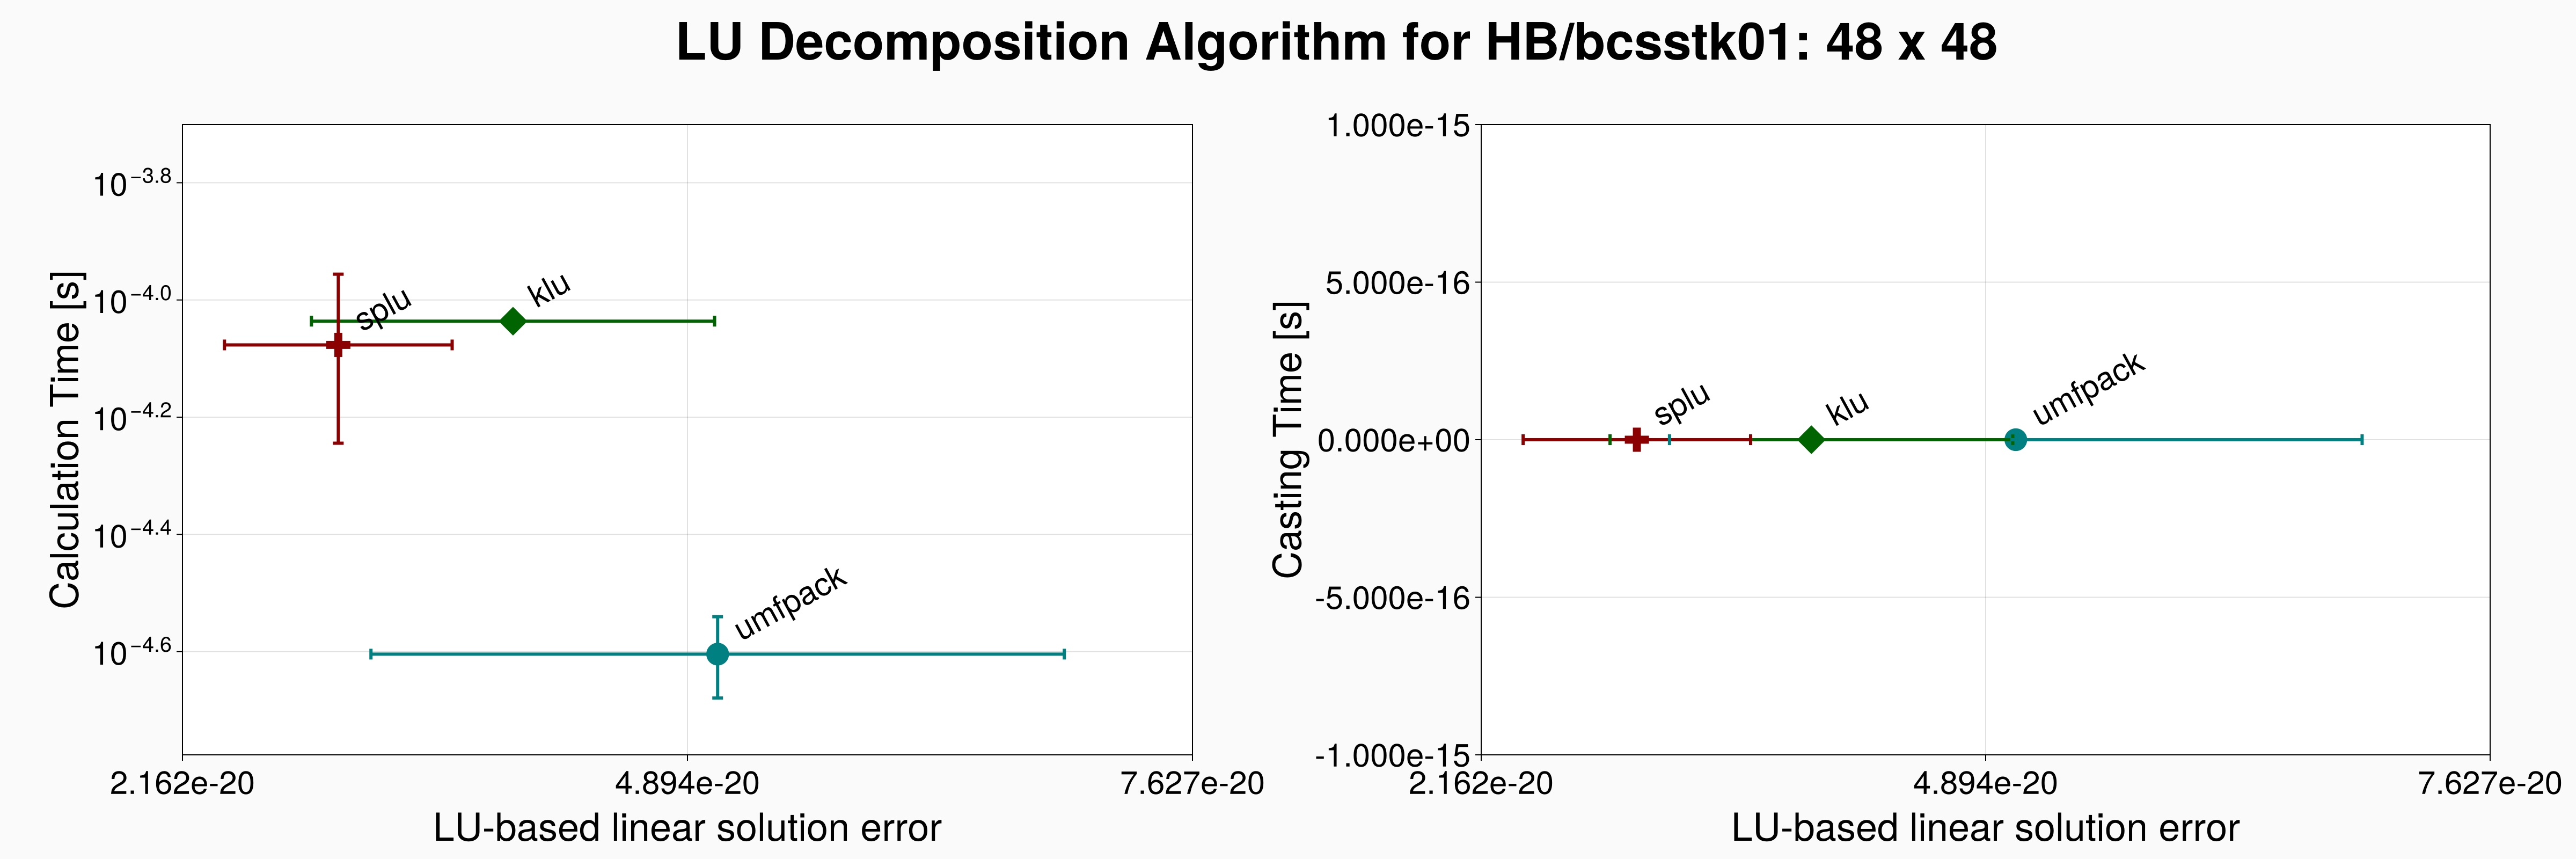 LU Decomposition Algorithm for HB/bcsstk01: 48 x 48
Calculation Time [s]
10^−3.8
10^−4.0
10^−4.2
10^−4.4
10^−4.6
splu
klu
umfpack
2.162e-20
4.894e-20
7.627e-20
LU-based linear solution error
Casting Time [s]
1.000e-15
5.000e-16
0.000e+00
-5.000e-16
-1.000e-15
splu
klu
umfpack
2.162e-20
4.894e-20
7.627e-20
LU-based linear solution error